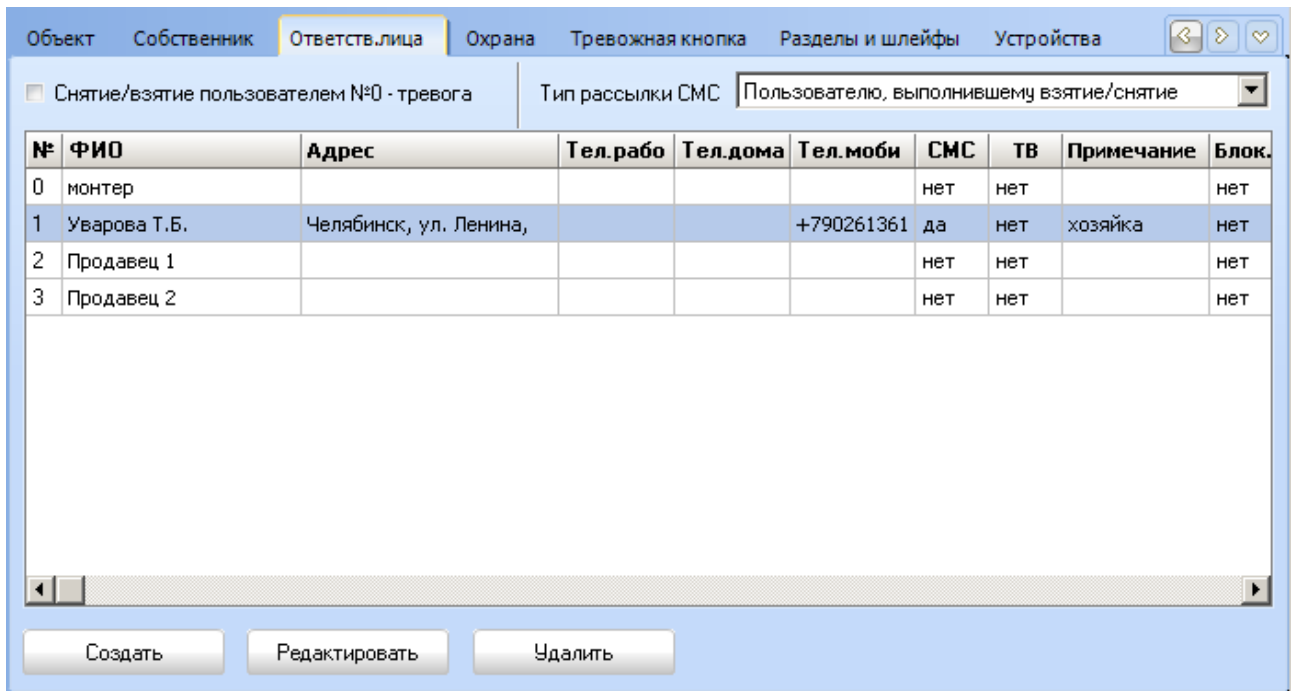 Объект Собственник Ответств.лица Охрана Тревожная кнопка Разделы и шлейфы Устройства
Снятие/взятие пользователем №0 - тревога Тип рассылки СМС Пользователю, выполнившему взятие/снятие
№ ФИО Адрес Тел.рабо Тел.дома Тел.моби СМС ТВ Примечание Блок.
0 монтер нет нет нет
1 Уварова Т.Б. Челябинск, ул. Ленина, +790261361 да нет хозяйка нет
2 Продавец 1 нет нет нет
3 Продавец 2 нет нет нет
Создать Редактировать Удалить